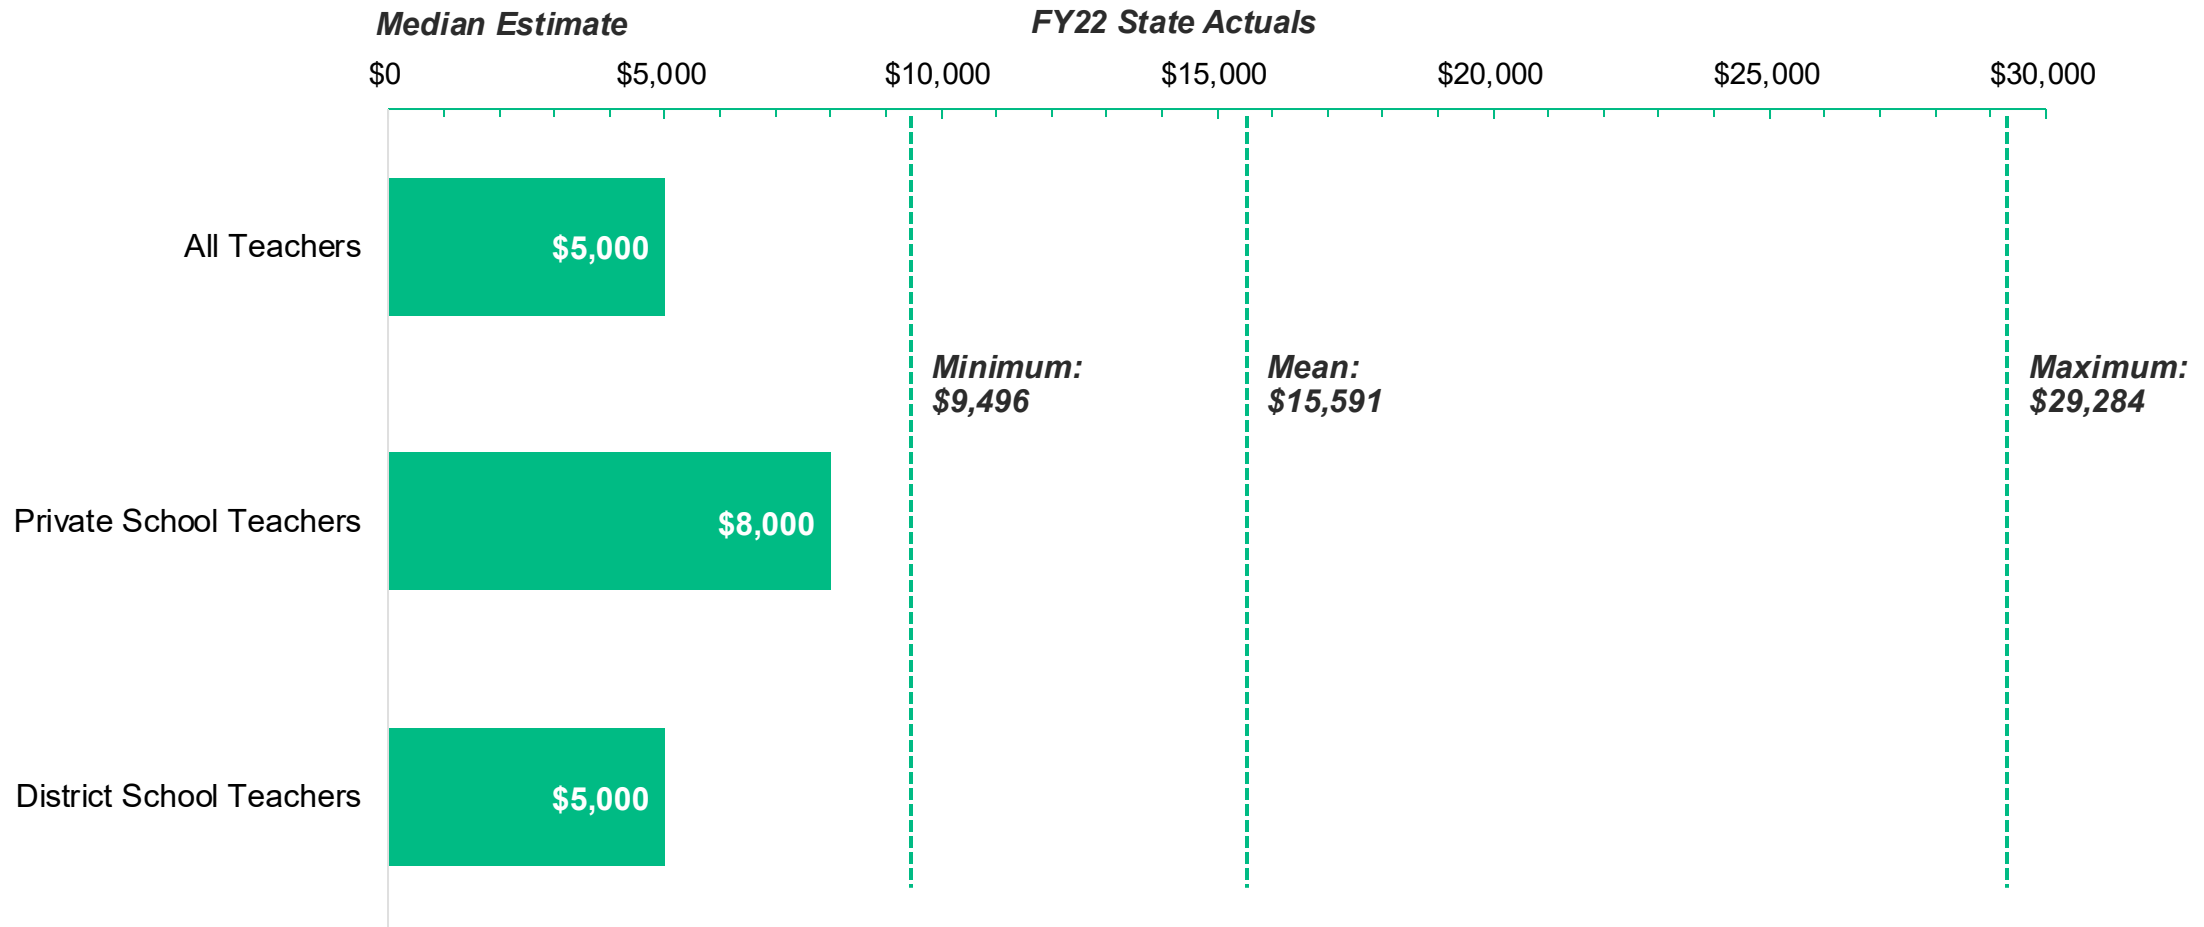 Median Estimate
FY22 State Actuals
$0
$5,000
$10,000
$15,000
$20,000
$25,000
$30,000
All Teachers
$5,000
Minimum:
$9,496
Mean:
$15,591
Maximum:
$29,284
Private School Teachers
$8,000
District School Teachers
$5,000